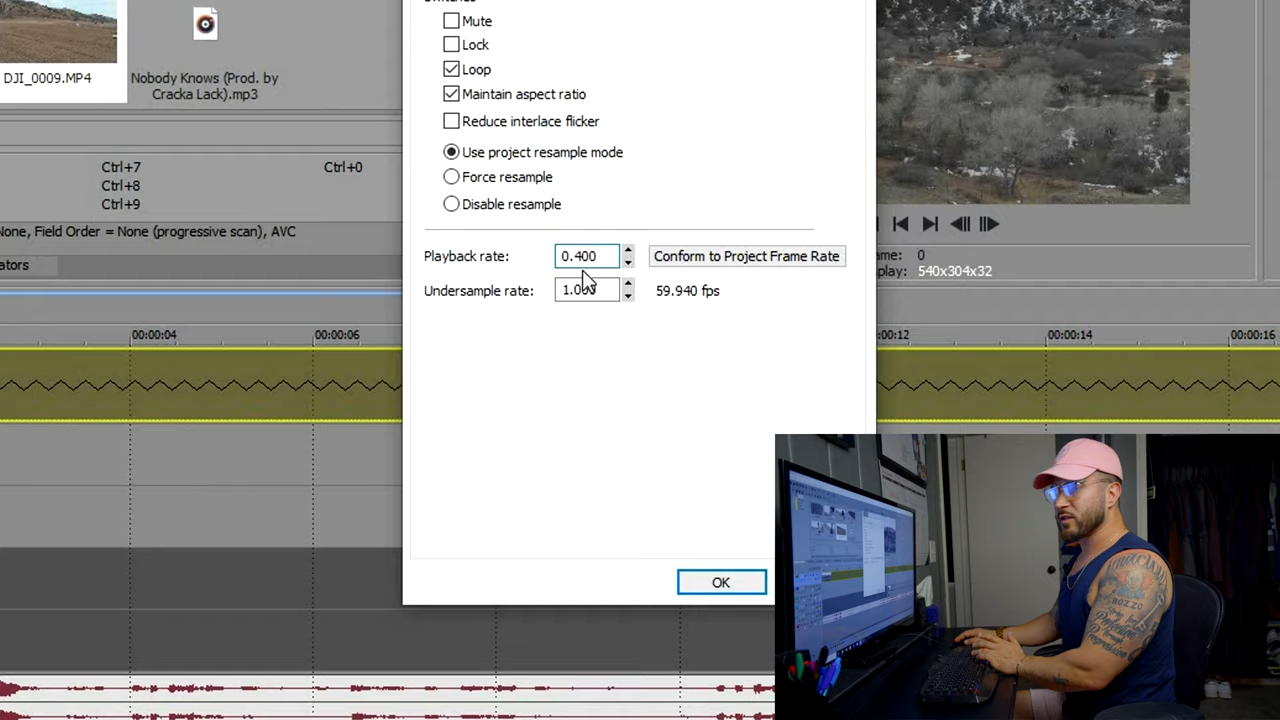 Mute
Lock
Loop
Maintain aspect ratio
Reduce interlace flicker
Use project resample mode
Force resample
Disable resample
Playback rate: 0.400 Conform to Project Frame Rate
Undersample rate: 59.940 fps
OK
DJI_0009.MP4
Nobody Knows (Prod. by
Cracka Lack).mp3
Ctrl+7 Ctrl+0
Ctrl+8
Ctrl+9
None, Field Order = None (progressive scan), AVC
ators
ame: 0
play: 540x304x32
00:00:04 00:00:06 :00:12 00:00:14 00:00:16